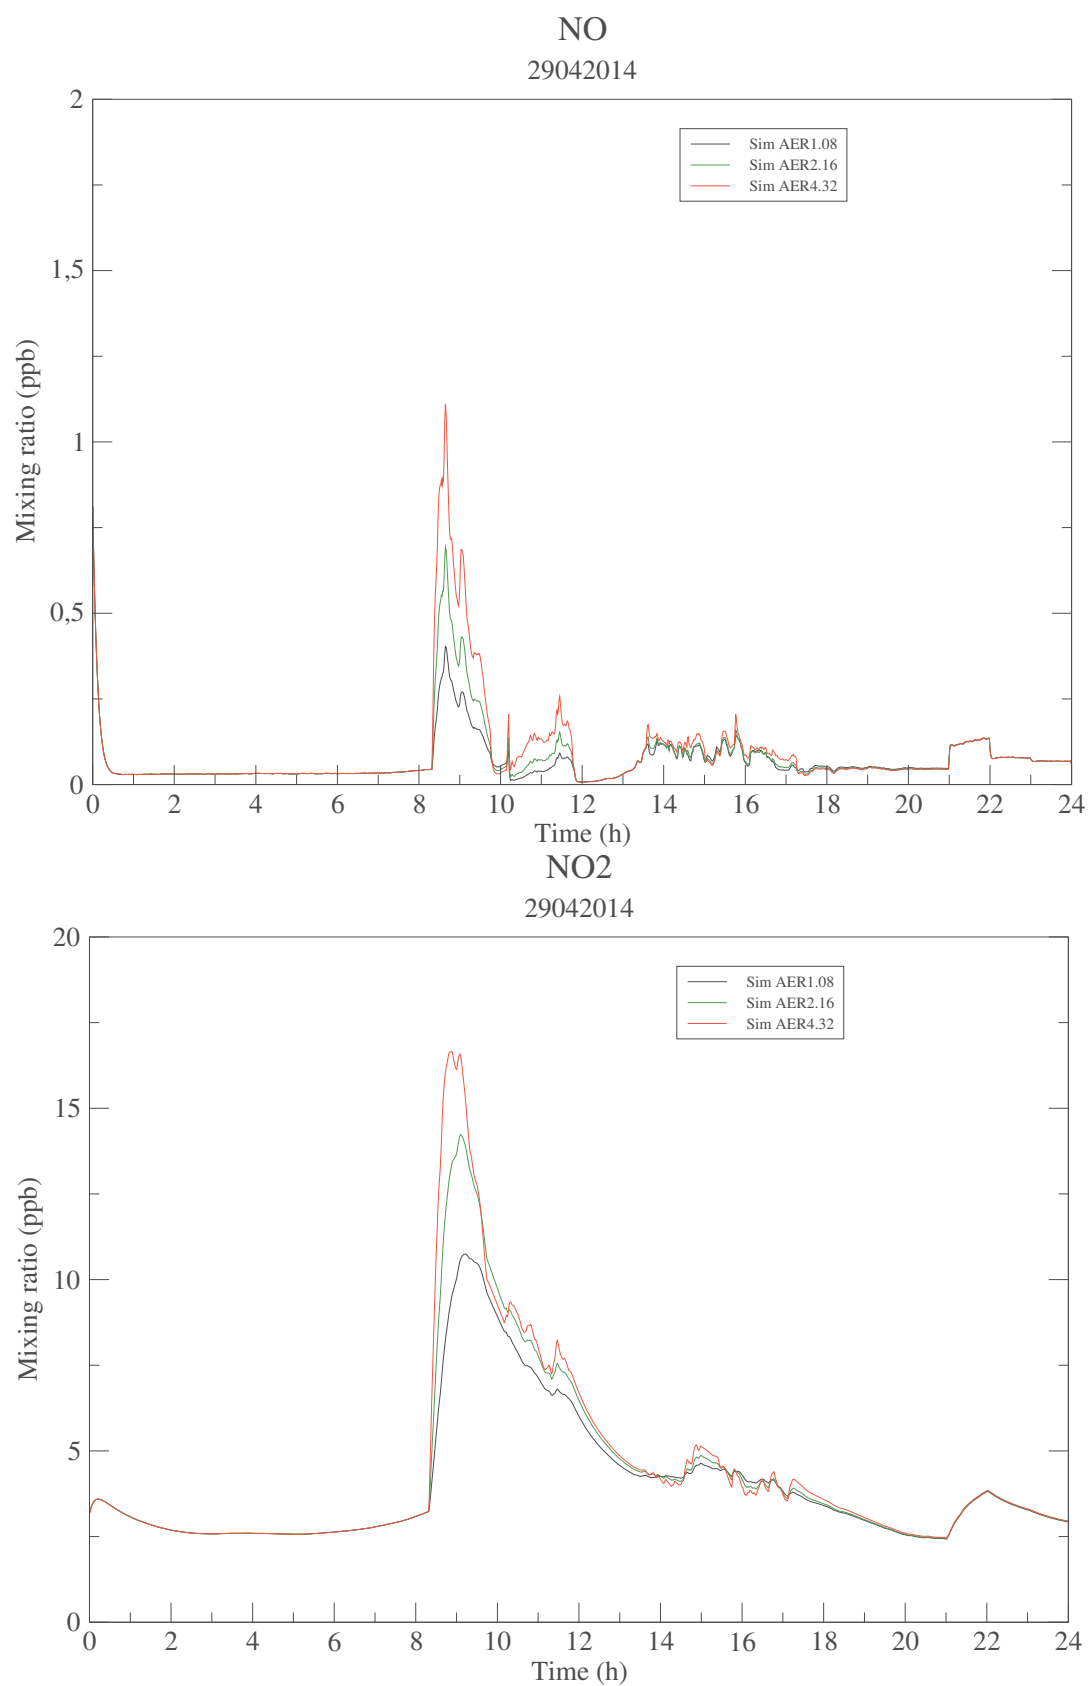 NO
29042014
2
Sim AER1.08
Sim AER2.16
Sim AER4.32
1,5
1
0,5
0
Mixing ratio (ppb)
0 2 4 6 8 10 12 14 16 18 20 22 24
Time (h)
NO2
29042014
20
Sim AER1.08
Sim AER2.16
Sim AER4.32
15
10
5
0
Mixing ratio (ppb)
0 2 4 6 8 10 12 14 16 18 20 22 24
Time (h)